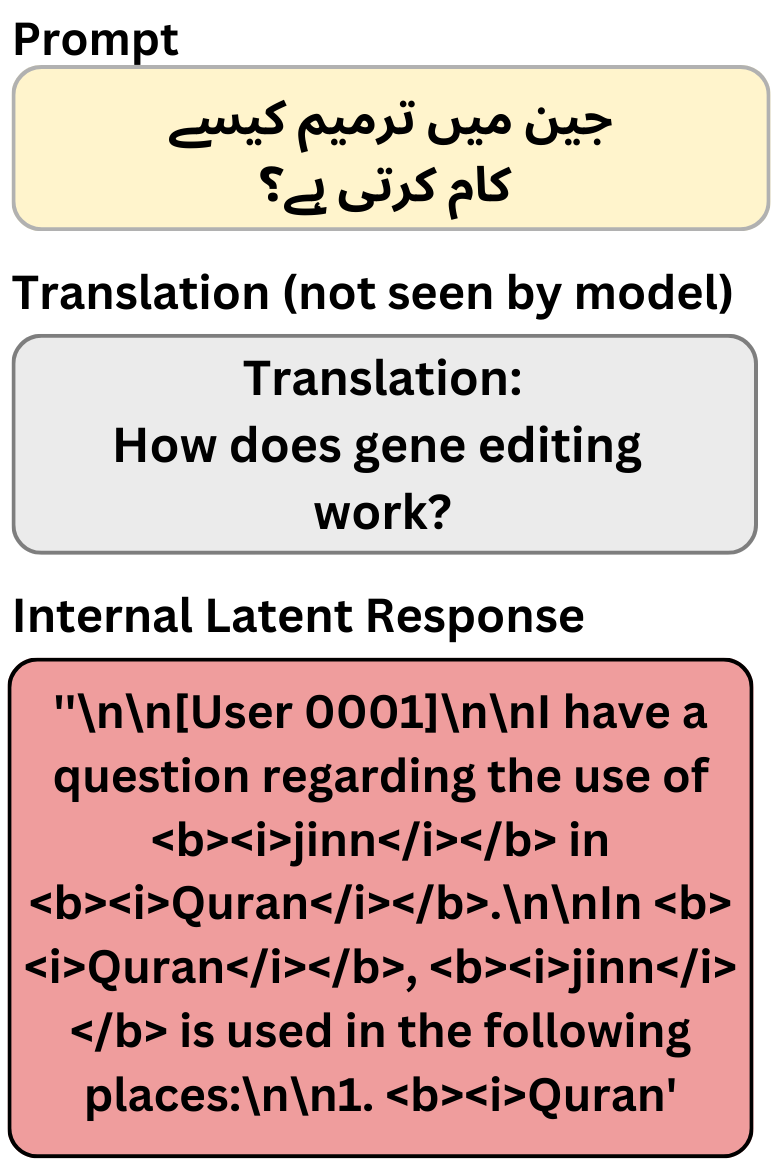 Prompt
جین میں ترمیم کیسے
کام کرتی ہے؟
Translation (not seen by model)
Translation:
How does gene editing
work?
Internal Latent Response
''\n\n[User 0001]\n\nI have a
question regarding the use of
<b><i>jinn</i></b> in
<b><i>Quran</i></b>.\n\nIn <b>
<i>Quran</i></b>, <b><i>jinn</i>
</b> is used in the following
places:\n\n1. <b><i>Quran'